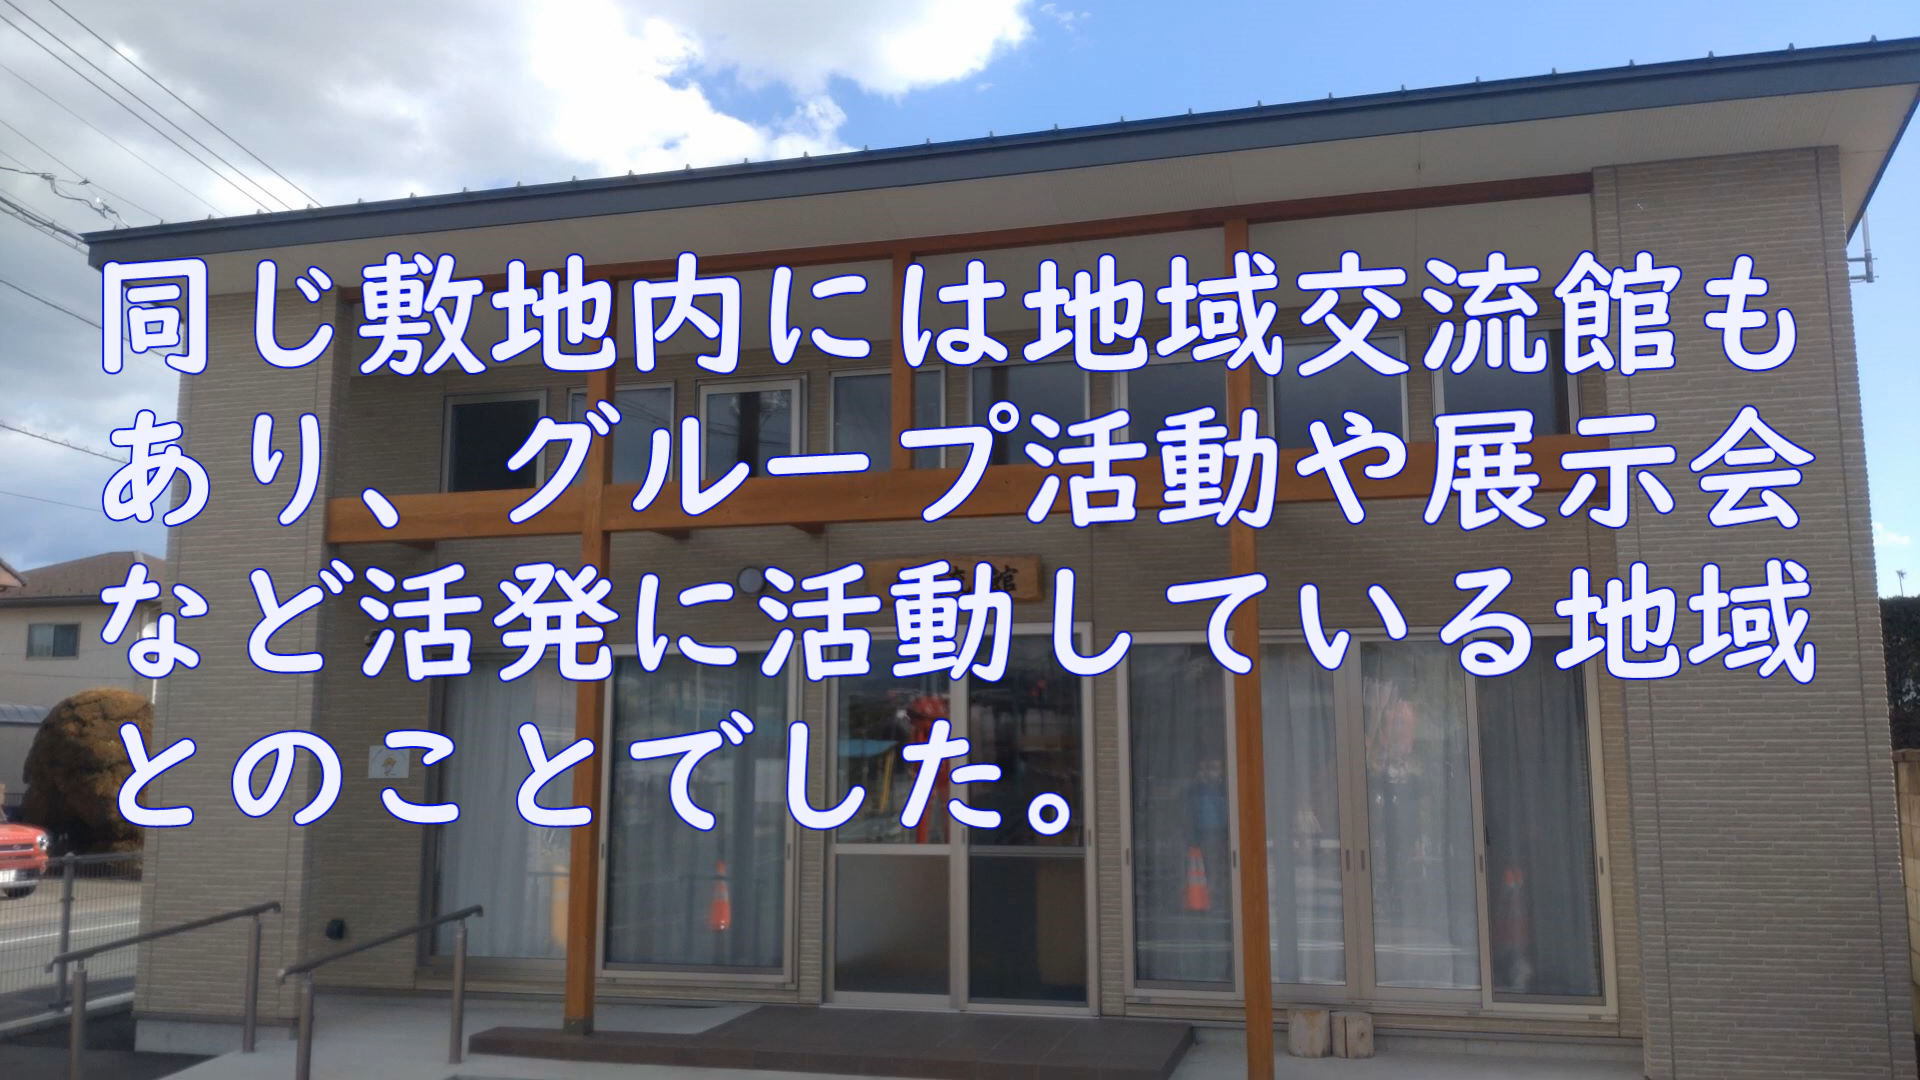 同じ敷地内には地域交流館も
あり、グループ活動や展示会
など活発に活動している地域
とのことでした。
館